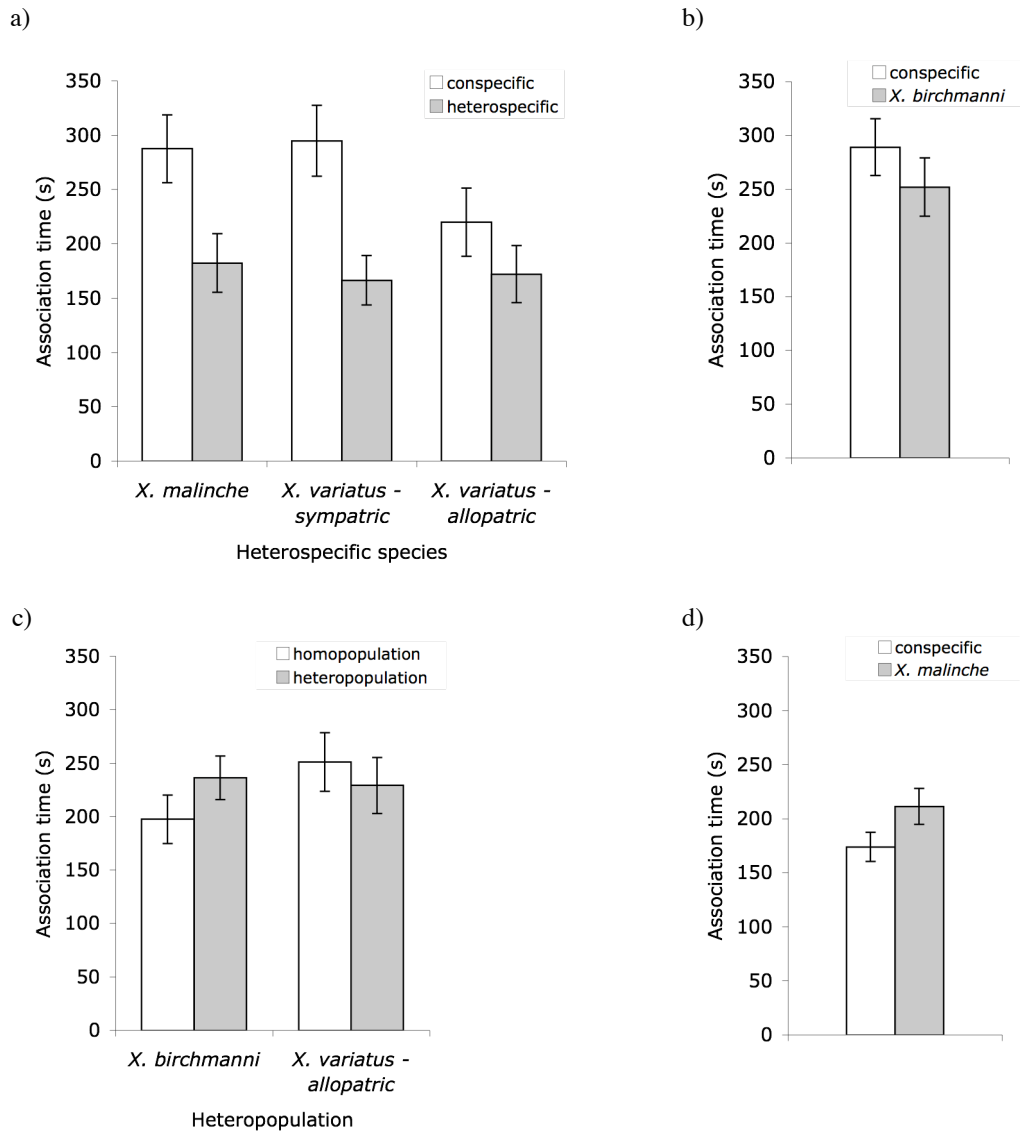 a)
350
300
250
200
150
100
50
0
Association time (s)
conspecific
heterospecific
X. malinche
X. variatus -
sympatric
X. variatus -
allopatric
Heterospecific species
b)
350
300
250
200
150
100
50
0
Association time (s)
conspecific
X. birchmanni
c)
350
300
250
200
150
100
50
0
Association time (s)
homopopulation
heteropopulation
X. birchmanni
X. variatus -
allopatric
Heteropopulation
d)
350
300
250
200
150
100
50
0
Association time (s)
conspecific
X. malinche